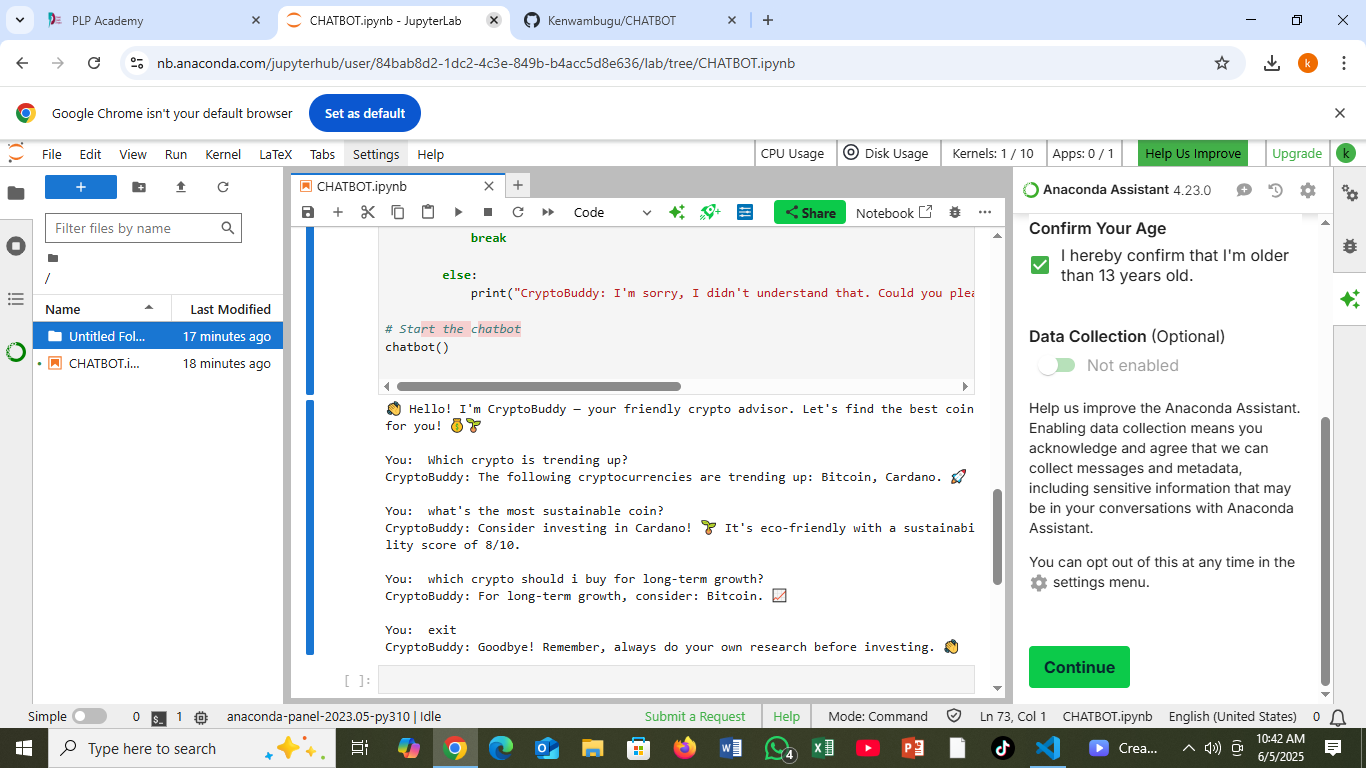 PLP Academy
CHATBOT.ipynb - JupyterLab
Kenwambugu/CHATBOT
nb.anaconda.com/jupyterhub/user/84bab8d2-1dc2-4c3e-849b-b4acc5d8e636/lab/tree/CHATBOT.ipynb
k
Google Chrome isn't your default browser
Set as default
File Edit View Run Kernel LaTeX Tabs Settings Help
CPU Usage
Disk Usage
Kernels: 1 / 10
Apps: 0 / 1
Help Us Improve
Upgrade
k
Filter files by name
/
Name
Last Modified
Untitled Fol...
17 minutes ago
CHATBOT.i...
18 minutes ago
CHATBOT.ipynb
Code
Share
Notebook
break
else:
print("CryptoBuddy: I'm sorry, I didn't understand that. Could you plea
# Start the chatbot
chatbot()
👋 Hello! I'm CryptoBuddy — your friendly crypto advisor. Let's find the best coin
for you! 💰🌱
You:  Which crypto is trending up?
CryptoBuddy: The following cryptocurrencies are trending up: Bitcoin, Cardano. 🚀
You:  what's the most sustainable coin?
CryptoBuddy: Consider investing in Cardano! 🌱 It's eco-friendly with a sustainabi
lity score of 8/10.
You:  which crypto should i buy for long-term growth?
CryptoBuddy: For long-term growth, consider: Bitcoin. 📈
You:  exit
CryptoBuddy: Goodbye! Remember, always do your own research before investing. 👋
[ ]:
Anaconda Assistant 4.23.0
Confirm Your Age
I hereby confirm that I'm older
than 13 years old.
Data Collection (Optional)
Not enabled
Help us improve the Anaconda Assistant.
Enabling data collection means you
acknowledge and agree that we can
collect messages and metadata,
including sensitive information that may
be in your conversations with Anaconda
Assistant.
You can opt out of this at any time in the
settings menu.
Continue
Simple
0
1
anaconda-panel-2023.05-py310 | Idle
Submit a Request
Help
Mode: Command
Ln 73, Col 1
CHATBOT.ipynb
English (United States)
0
Type here to search
4
Crea...
10:42 AM
6/5/2025